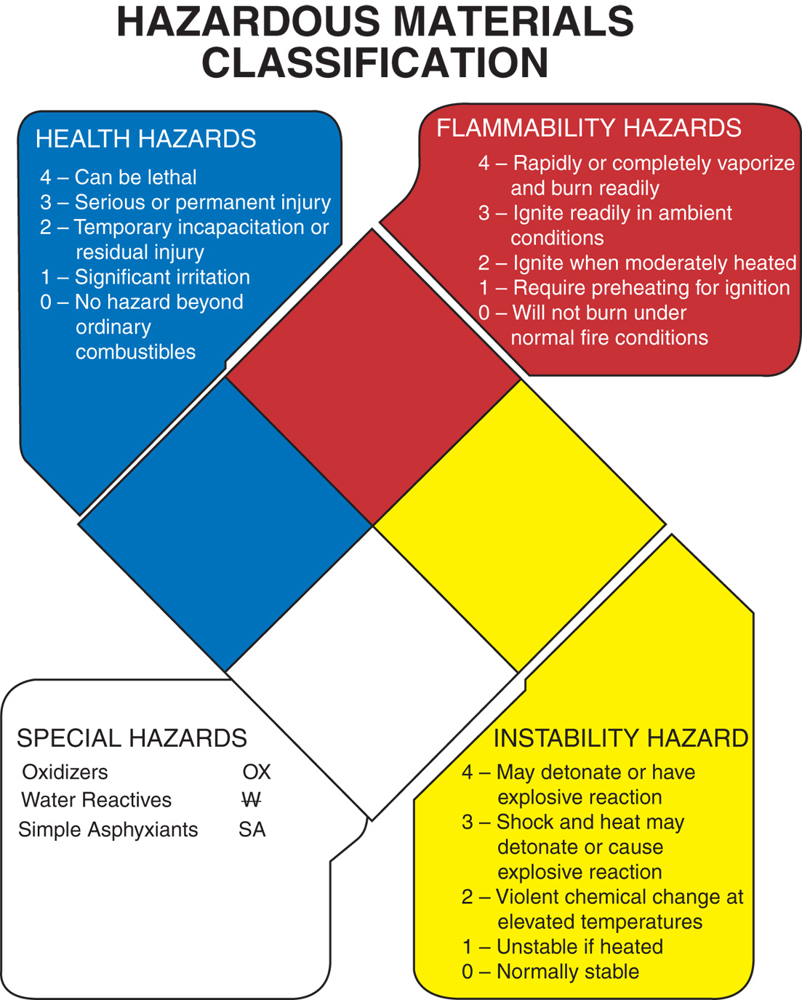 HAZARDOUS MATERIALS
CLASSIFICATION
HEALTH HAZARDS
4 – Can be lethal
3 – Serious or permanent injury
2 – Temporary incapacitation or
residual injury
1 – Significant irritation
0 – No hazard beyond
ordinary
combustibles
FLAMMABILITY HAZARDS
4 – Rapidly or completely vaporize
and burn readily
3 – Ignite readily in ambient
conditions
2 – Ignite when moderately heated
1 – Require preheating for ignition
0 – Will not burn under
normal fire conditions
SPECIAL HAZARDS
Oxidizers OX
Water Reactives W̶
Simple Asphyxiants SA
INSTABILITY HAZARD
4 – May detonate or have
explosive reaction
3 – Shock and heat may
detonate or cause
explosive reaction
2 – Violent chemical change at
elevated temperatures
1 – Unstable if heated
0 – Normally stable